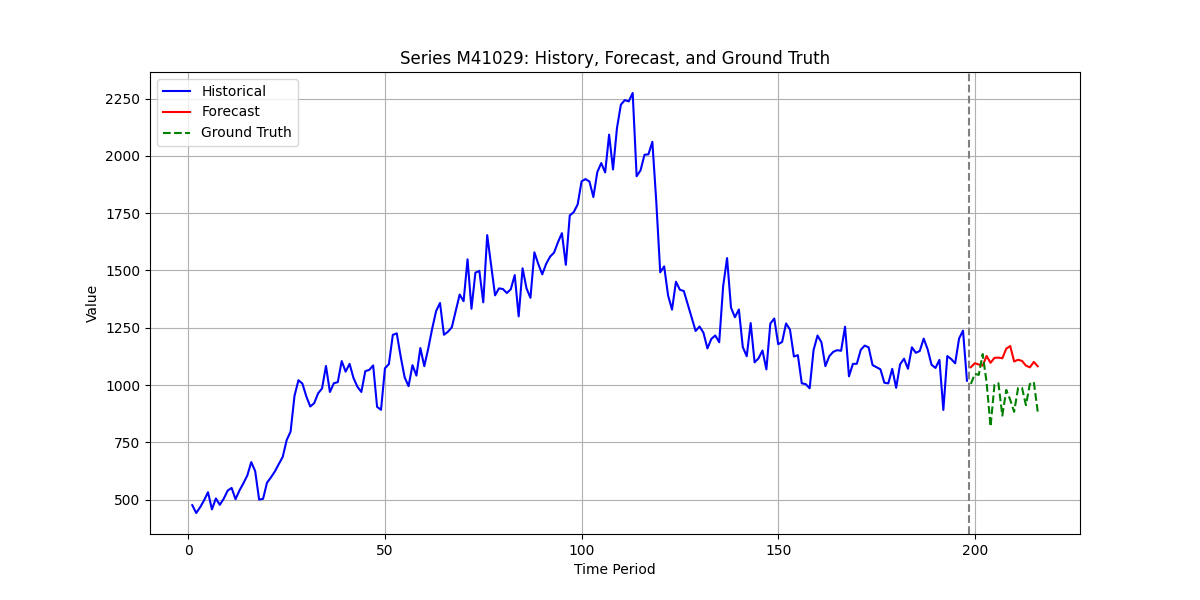 Series M41029: History, Forecast, and Ground Truth
Historical
Forecast
Ground Truth
2250
2000
1750
1500
1250
1000
750
500
Value
0
50
100
150
200
Time Period